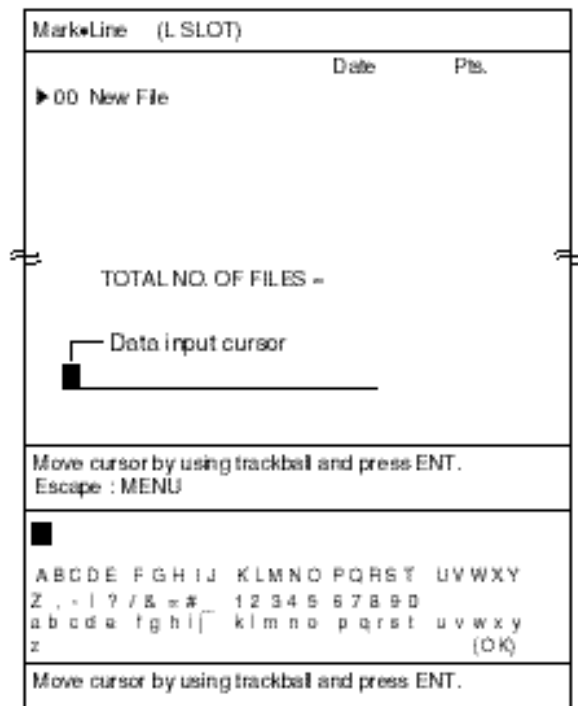 Mark•Line (L SLOT)
Date Pts.
▶00 New File
TOTAL NO. OF FILES =
Data input cursor
Move cursor by using trackball and press ENT.
Escape : MENU
A B C D E F G H I J K L M N O P Q R S T U V W X Y
Z . - ! ? / & = # _ 1 2 3 4 5 6 7 8 9 0
a b c d e f g h i j k l m n o p q r s t u v w x y
z (OK)
Move cursor by using trackball and press ENT.